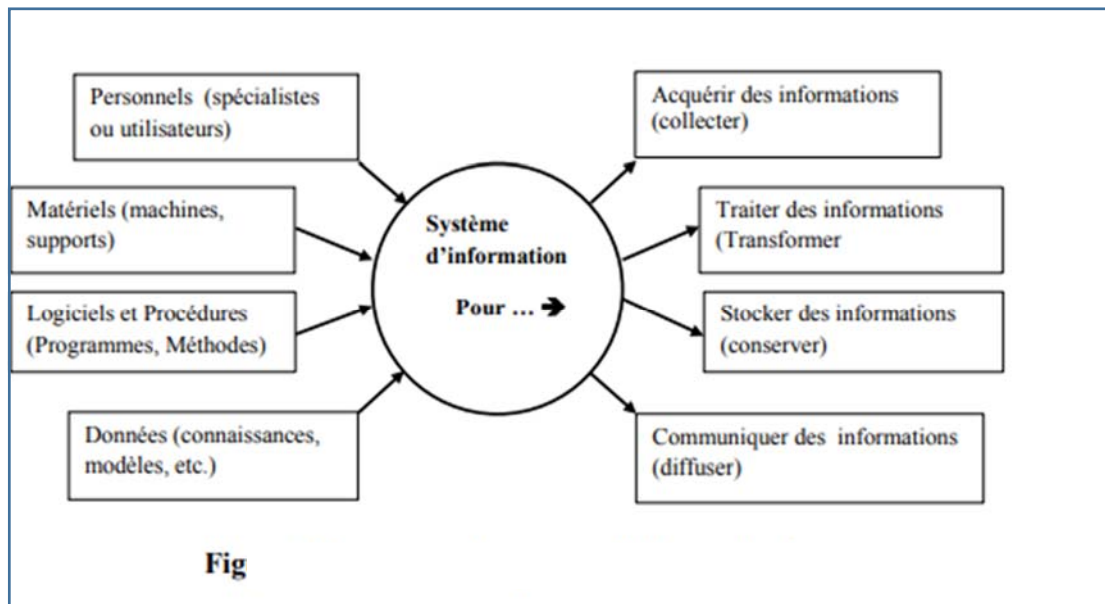 Personnels (spécialistes
ou utilisateurs)
Matériels (machines,
supports)
Logiciels et Procédures
(Programmes, Méthodes)
Données (connaissances,
modèles, etc.)
Système
d'information
Pour ... ➔
Acquérir des informations
(collecter)
Traiter des informations
(Transformer
Stocker des informations
(conserver)
Communiquer des informations
(diffuser)
Fig